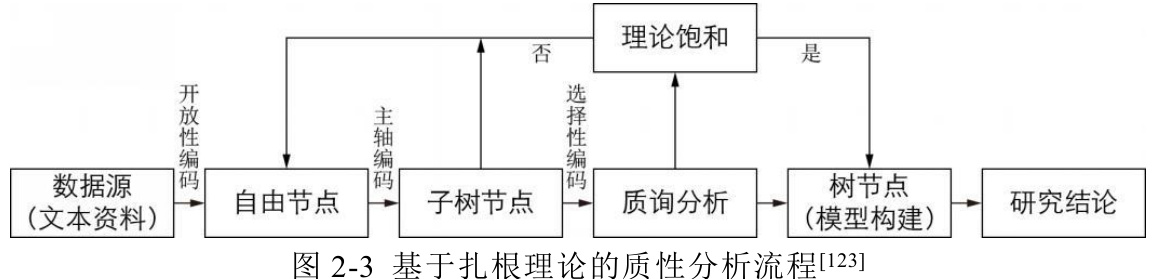 理论饱和
否
是
开放性编码
主轴编码
选择性编码
数据源
（文本资料）
自由节点
子树节点
质询分析
树节点
（模型构建）
研究结论
图 2-3 基于扎根理论的质性分析流程[123]